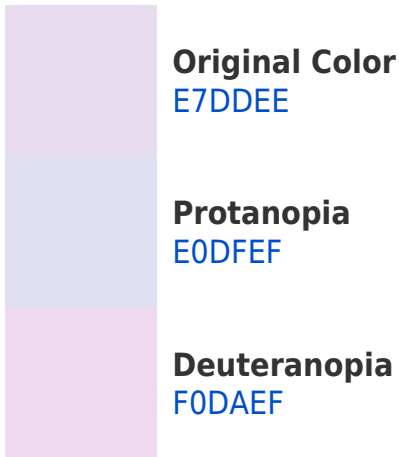 Original Color
E7DDEE
Protanopia
E0DFEF
Deuteranopia
F0DAEF